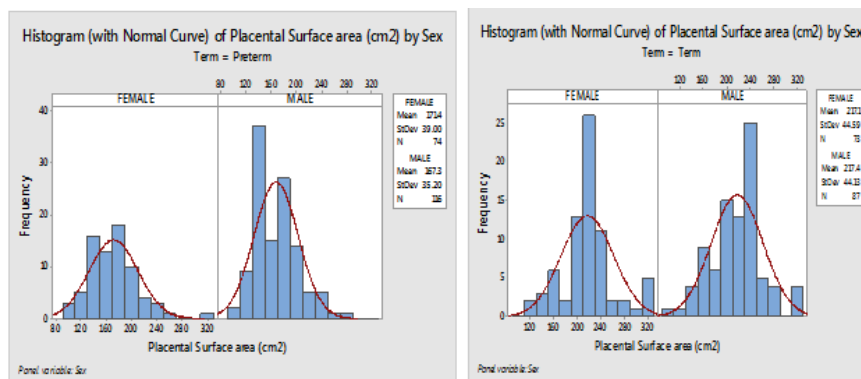 Histogram (with Normal Curve) of Placental Surface area (cm2) by Sex
Term = Preterm
80 120 160 200 240 280 320
FEMALE MALE
40
30
20
10
0
Frequency
80 120 160 200 240 280 320
Placental Surface area (cm2)
Panel variable: Sex
FEMALE
Mean 171.4
StDev 39.00
N 74
MALE
Mean 167.3
StDev 35.20
N 116
Histogram (with Normal Curve) of Placental Surface area (cm2) by Sex
Term = Term
120 160 200 240 280 320
FEMALE MALE
25
20
15
10
5
0
Frequency
120 160 200 240 280 320
Placental Surface area (cm2)
Panel variable: Sex
FEMALE
Mean
StDev 44.59
N 73
MALE
Mean 217.4
StDev 44.13
N 87